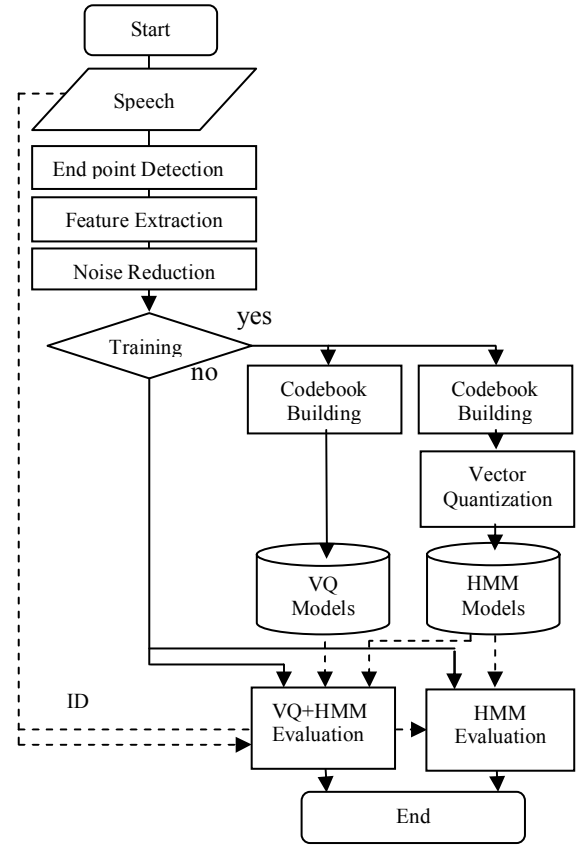 Start
Speech
End point Detection
Feature Extraction
Noise Reduction
yes
Training
no
Codebook
Building
Codebook
Building
Vector
Quantization
VQ
Models
HMM
Models
ID
VQ+HMM
Evaluation
HMM
Evaluation
End